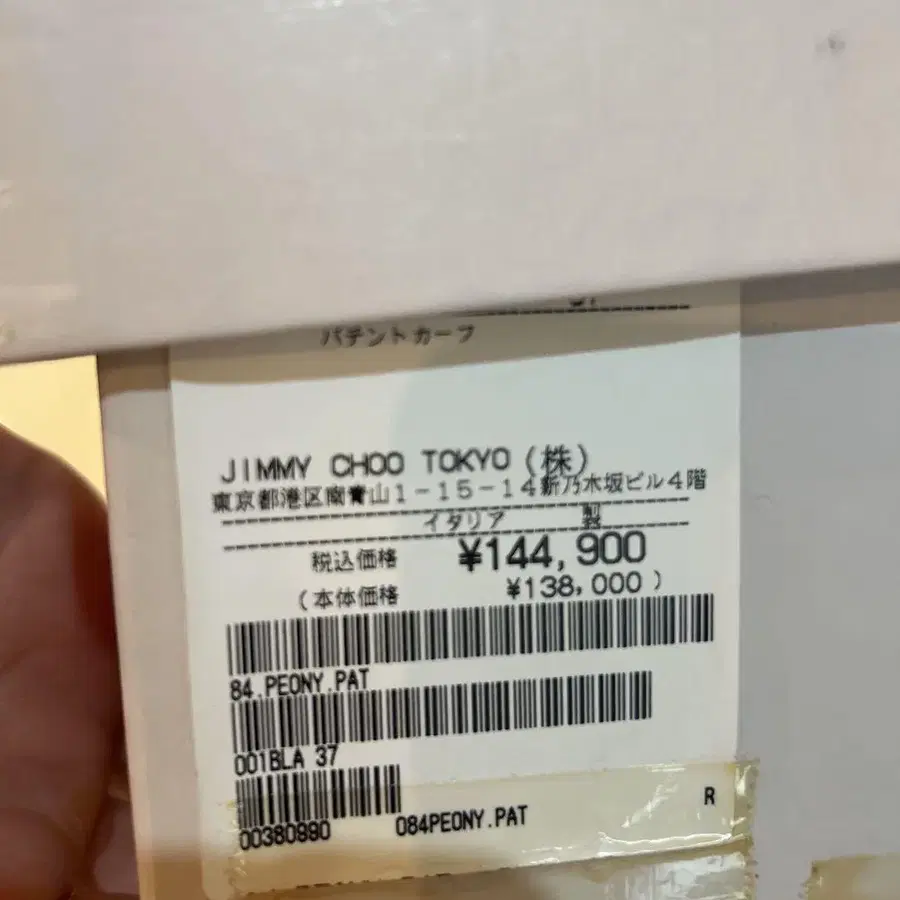 パテントカーフ
JIMMY CHOO TOKYO (株)
東京都港区南青山1-15-14新乃木坂ビル4階
イタリア 製
税込価格 ¥144,900
(本体価格 ¥138,000)
84.PEONY.PAT
001BLA 37
00380990 084PEONY.PAT R